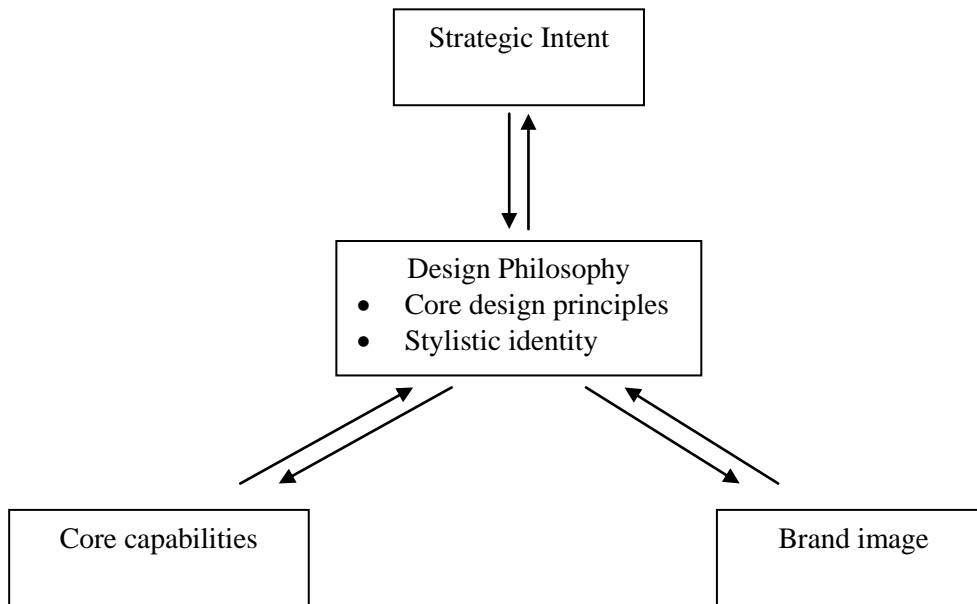 Strategic Intent
Design Philosophy
• Core design principles
• Stylistic identity
Core capabilities
Brand image